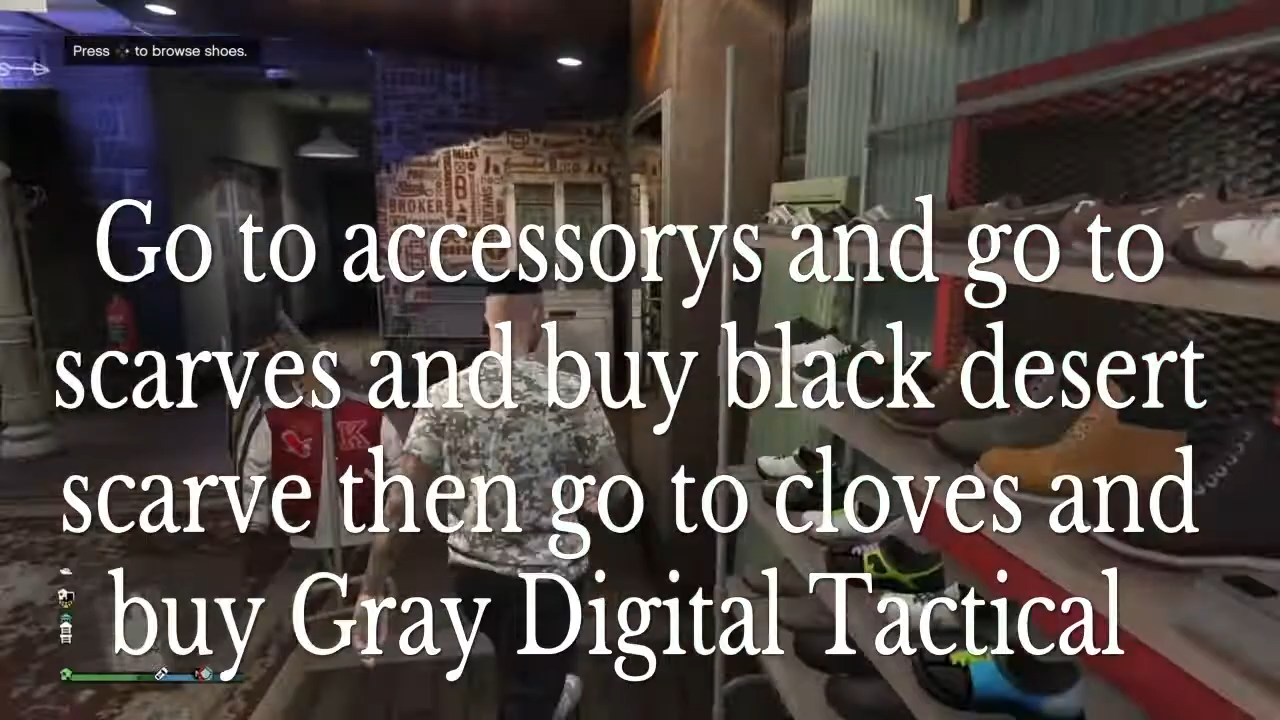 Press to browse shoes.
BROKER
B
K
Go to accessorys and go to
scarves and buy black desert
scarve then go to cloves and
buy Gray Digital Tactical